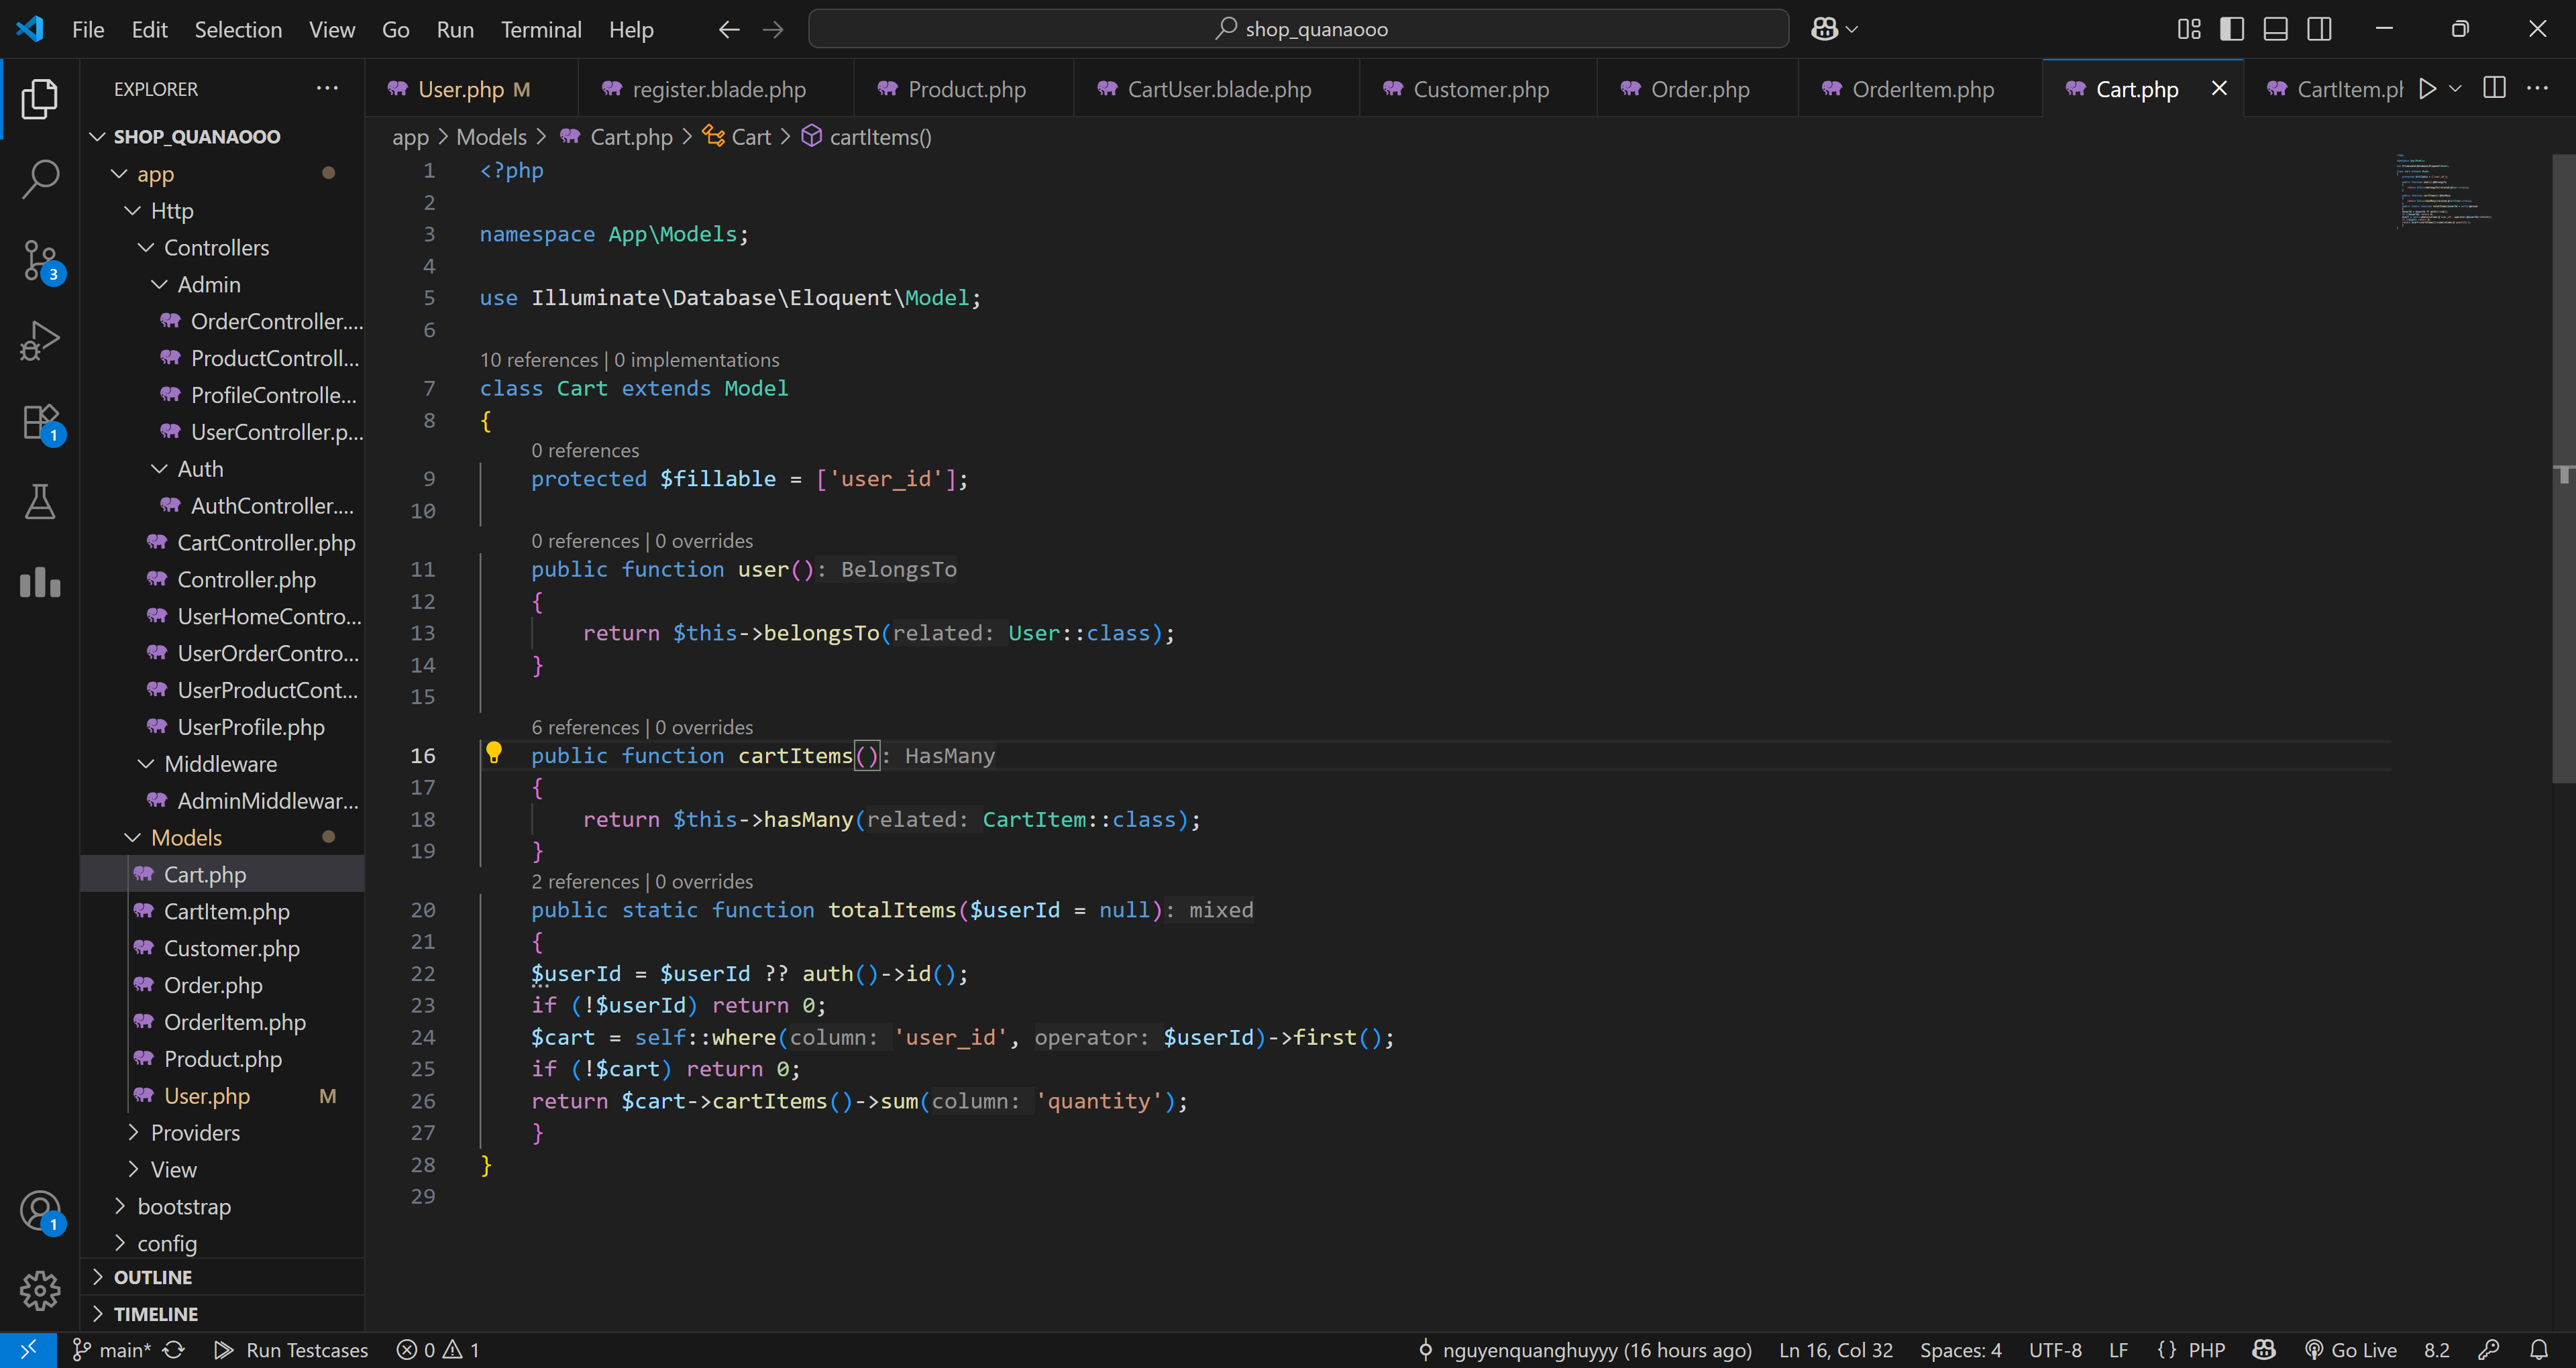 File Edit Selection View Go Run Terminal Help
shop_quanaooo
EXPLORER
User.php M
register.blade.php
Product.php
CartUser.blade.php
Customer.php
Order.php
OrderItem.php
Cart.php
CartItem.pl
SHOP_QUANAOOO
app
Http
Controllers
Admin
OrderController....
ProductControll...
ProfileControlle...
UserController.p...
Auth
AuthController....
CartController.php
Controller.php
UserHomeContro...
UserOrderContro...
UserProductCont...
UserProfile.php
Middleware
AdminMiddlewar...
Models
Cart.php
CartItem.php
Customer.php
Order.php
OrderItem.php
Product.php
User.php M
Providers
View
bootstrap
config
OUTLINE
TIMELINE
3
1
1
app > Models > Cart.php > Cart > cartItems()
1 <?php
2
3 namespace App\Models;
4
5 use Illuminate\Database\Eloquent\Model;
6
10 references | 0 implementations
7 class Cart extends Model
8 {
0 references
9 protected $fillable = ['user_id'];
10
0 references | 0 overrides
11 public function user(): BelongsTo
12 {
13 return $this->belongsTo(related: User::class);
14 }
15
6 references | 0 overrides
16 public function cartItems(): HasMany
17 {
18 return $this->hasMany(related: CartItem::class);
19 }
2 references | 0 overrides
20 public static function totalItems($userId = null): mixed
21 {
22 $userId = $userId ?? auth()->id();
23 if (!$userId) return 0;
24 $cart = self::where(column: 'user_id', operator: $userId)->first();
25 if (!$cart) return 0;
26 return $cart->cartItems()->sum(column: 'quantity');
27 }
28 }
29
main* Run Testcases 0 1
nguyenquanghuyyy (16 hours ago) Ln 16, Col 32 Spaces: 4 UTF-8 LF {} PHP Go Live 8.2